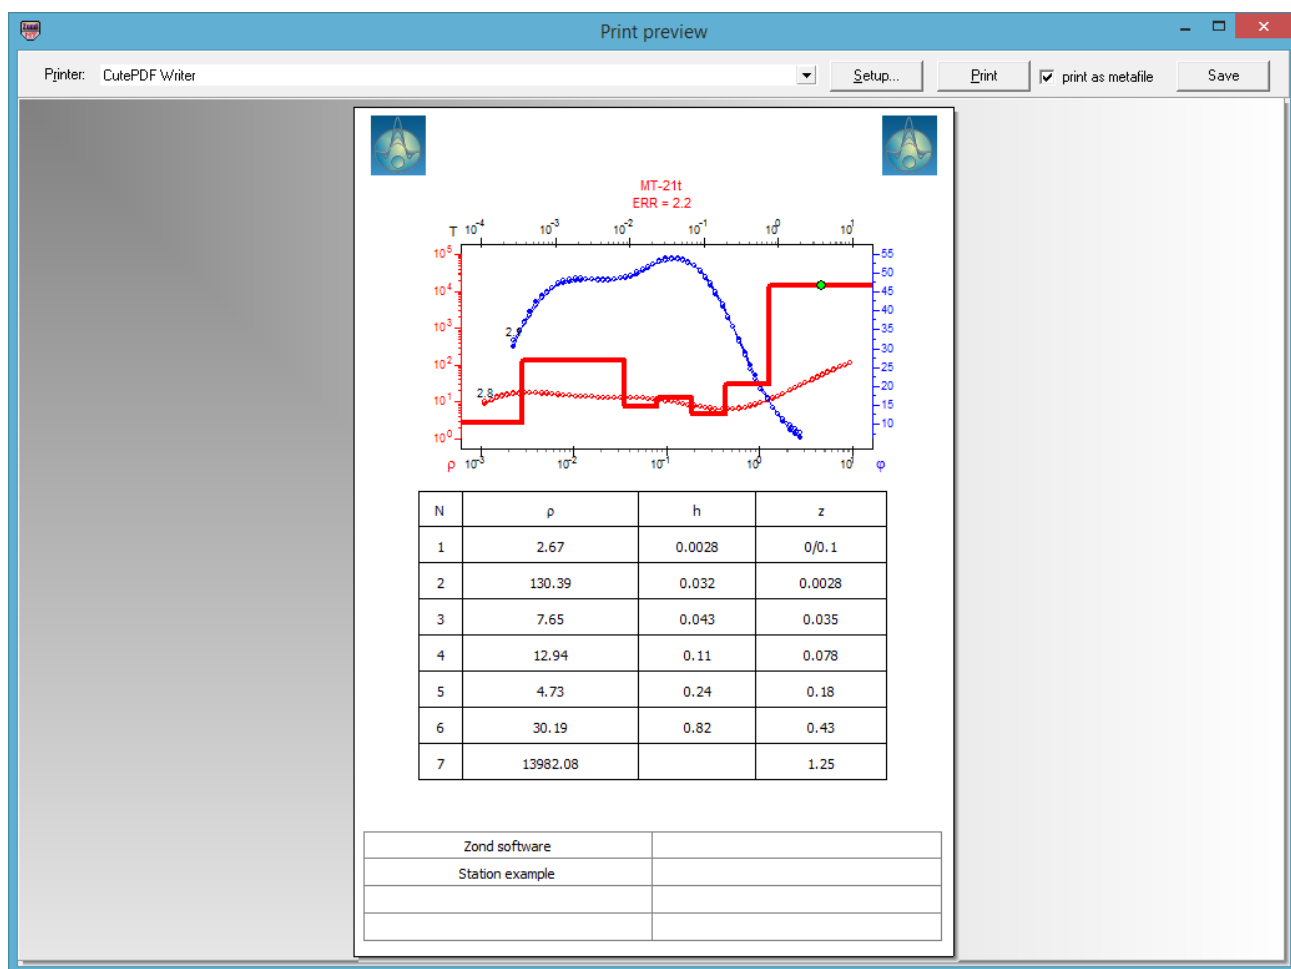 Print preview
Printer: CutePDF Writer Setup... Print print as metafile Save
MT-21t
ERR = 2.2
T 10-4 10-3 10-2 10-1 100 101
105 55
50
104 45
40
103 35
2.9
30
102 25
2.8 20
101 15
10
100
ρ 10-3 10-2 10-1 100 101 φ
N ρ h z
1 2.67 0.0028 0/0.1
2 130.39 0.032 0.0028
3 7.65 0.043 0.035
4 12.94 0.11 0.078
5 4.73 0.24 0.18
6 30.19 0.82 0.43
7 13982.08 1.25
Zond software
Station example